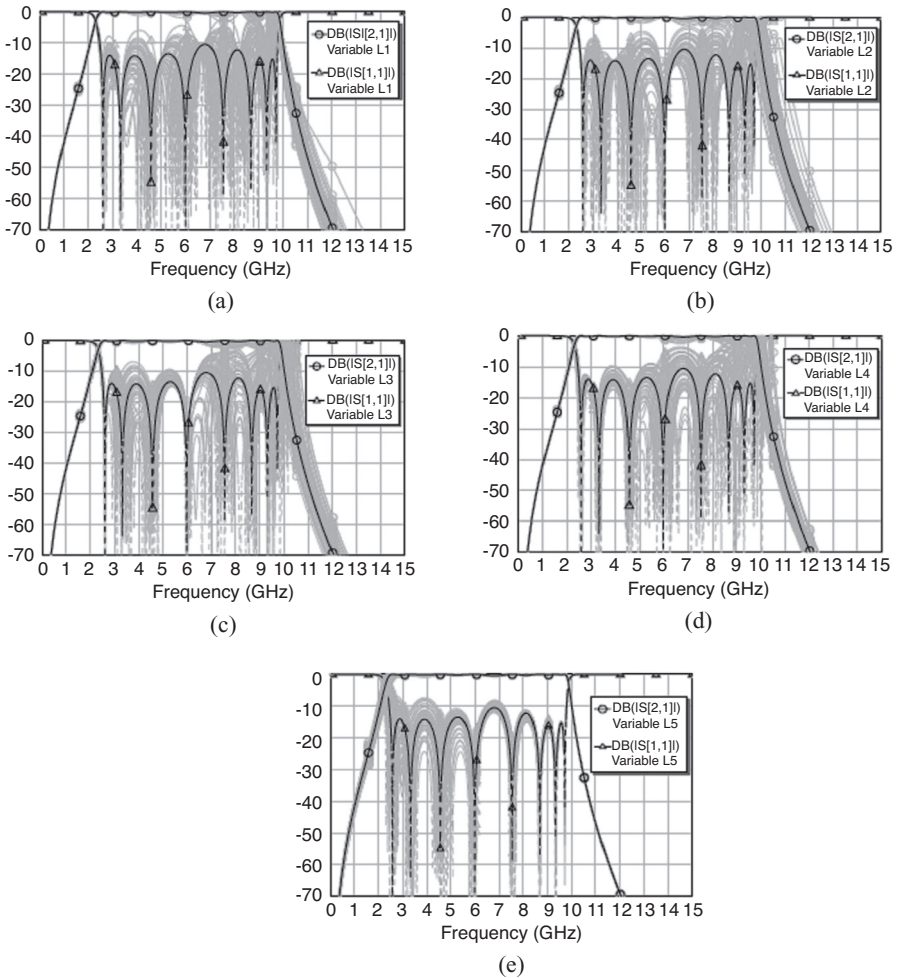 0
-10
-20
-30
-40
-50
-60
-70
DB(|S[2,1]|)
Variable L1
DB(|S[1,1]|)
Variable L1
0 1 2 3 4 5 6 7 8 9 10 11 12 13 14 15
Frequency (GHz)
(a)
0
-10
-20
-30
-40
-50
-60
-70
DB(|S[2,1]|)
Variable L2
DB(|S[1,1]|)
Variable L2
0 1 2 3 4 5 6 7 8 9 10 11 12 13 14 15
Frequency (GHz)
(b)
0
-10
-20
-30
-40
-50
-60
-70
DB(|S[2,1]|)
Variable L3
DB(|S[1,1]|)
Variable L3
0 1 2 3 4 5 6 7 8 9 10 11 12 13 14 15
Frequency (GHz)
(c)
0
-10
-20
-30
-40
-50
-60
-70
DB(|S[2,1]|)
Variable L4
DB(|S[1,1]|)
Variable L4
0 1 2 3 4 5 6 7 8 9 10 11 12 13 14 15
Frequency (GHz)
(d)
0
-10
-20
-30
-40
-50
-60
-70
DB(|S[2,1]|)
Variable L5
DB(|S[1,1]|)
Variable L5
0 1 2 3 4 5 6 7 8 9 10 11 12 13 14 15
Frequency (GHz)
(e)